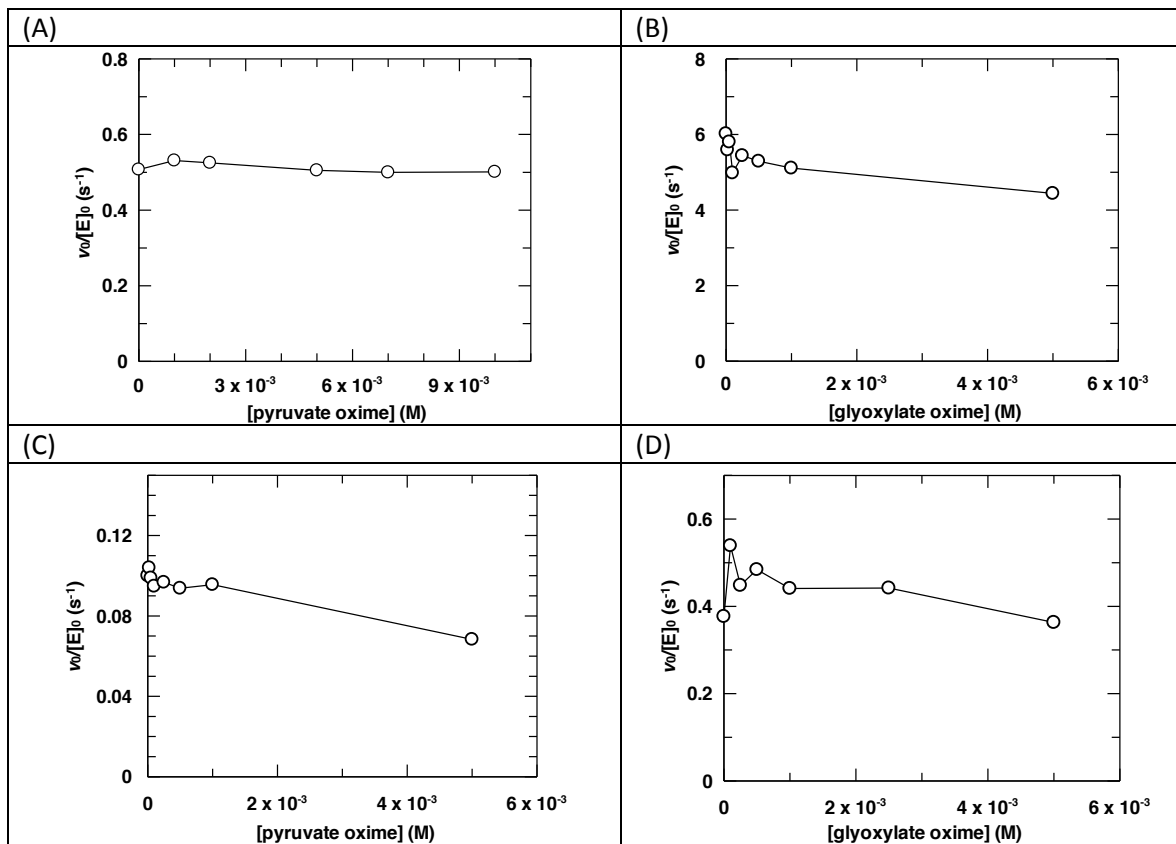 (A)
(B)
0.8
0.6
0.4
0.2
0
v₀/[E]₀ (s⁻¹)
0
3 x 10⁻³
6 x 10⁻³
9 x 10⁻³
[pyruvate oxime] (M)
8
6
4
2
0
v₀/[E]₀ (s⁻¹)
0
2 x 10⁻³
4 x 10⁻³
6 x 10⁻³
[glyoxylate oxime] (M)
(C)
(D)
0.12
0.08
0.04
0
v₀/[E]₀ (s⁻¹)
0
2 x 10⁻³
4 x 10⁻³
6 x 10⁻³
[pyruvate oxime] (M)
0.6
0.4
0.2
0
v₀/[E]₀ (s⁻¹)
0
2 x 10⁻³
4 x 10⁻³
6 x 10⁻³
[glyoxylate oxime] (M)